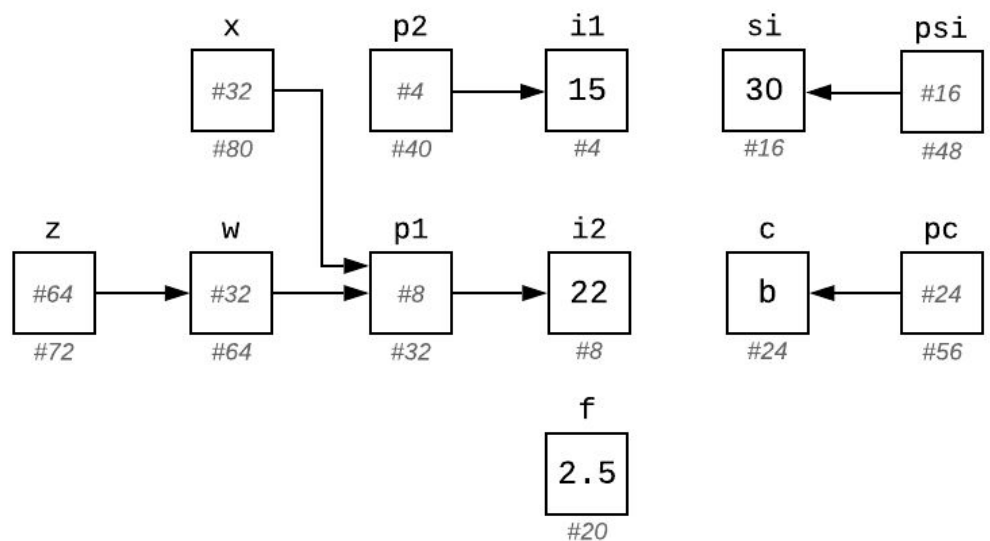 x p2 i1 si psi
#32 #4 15 30 #16
#80 #40 #4 #16 #48
z w p1 i2 c pc
#64 #32 #8 22 b #24
#72 #64 #32 #8 #24 #56
f
2.5
#20